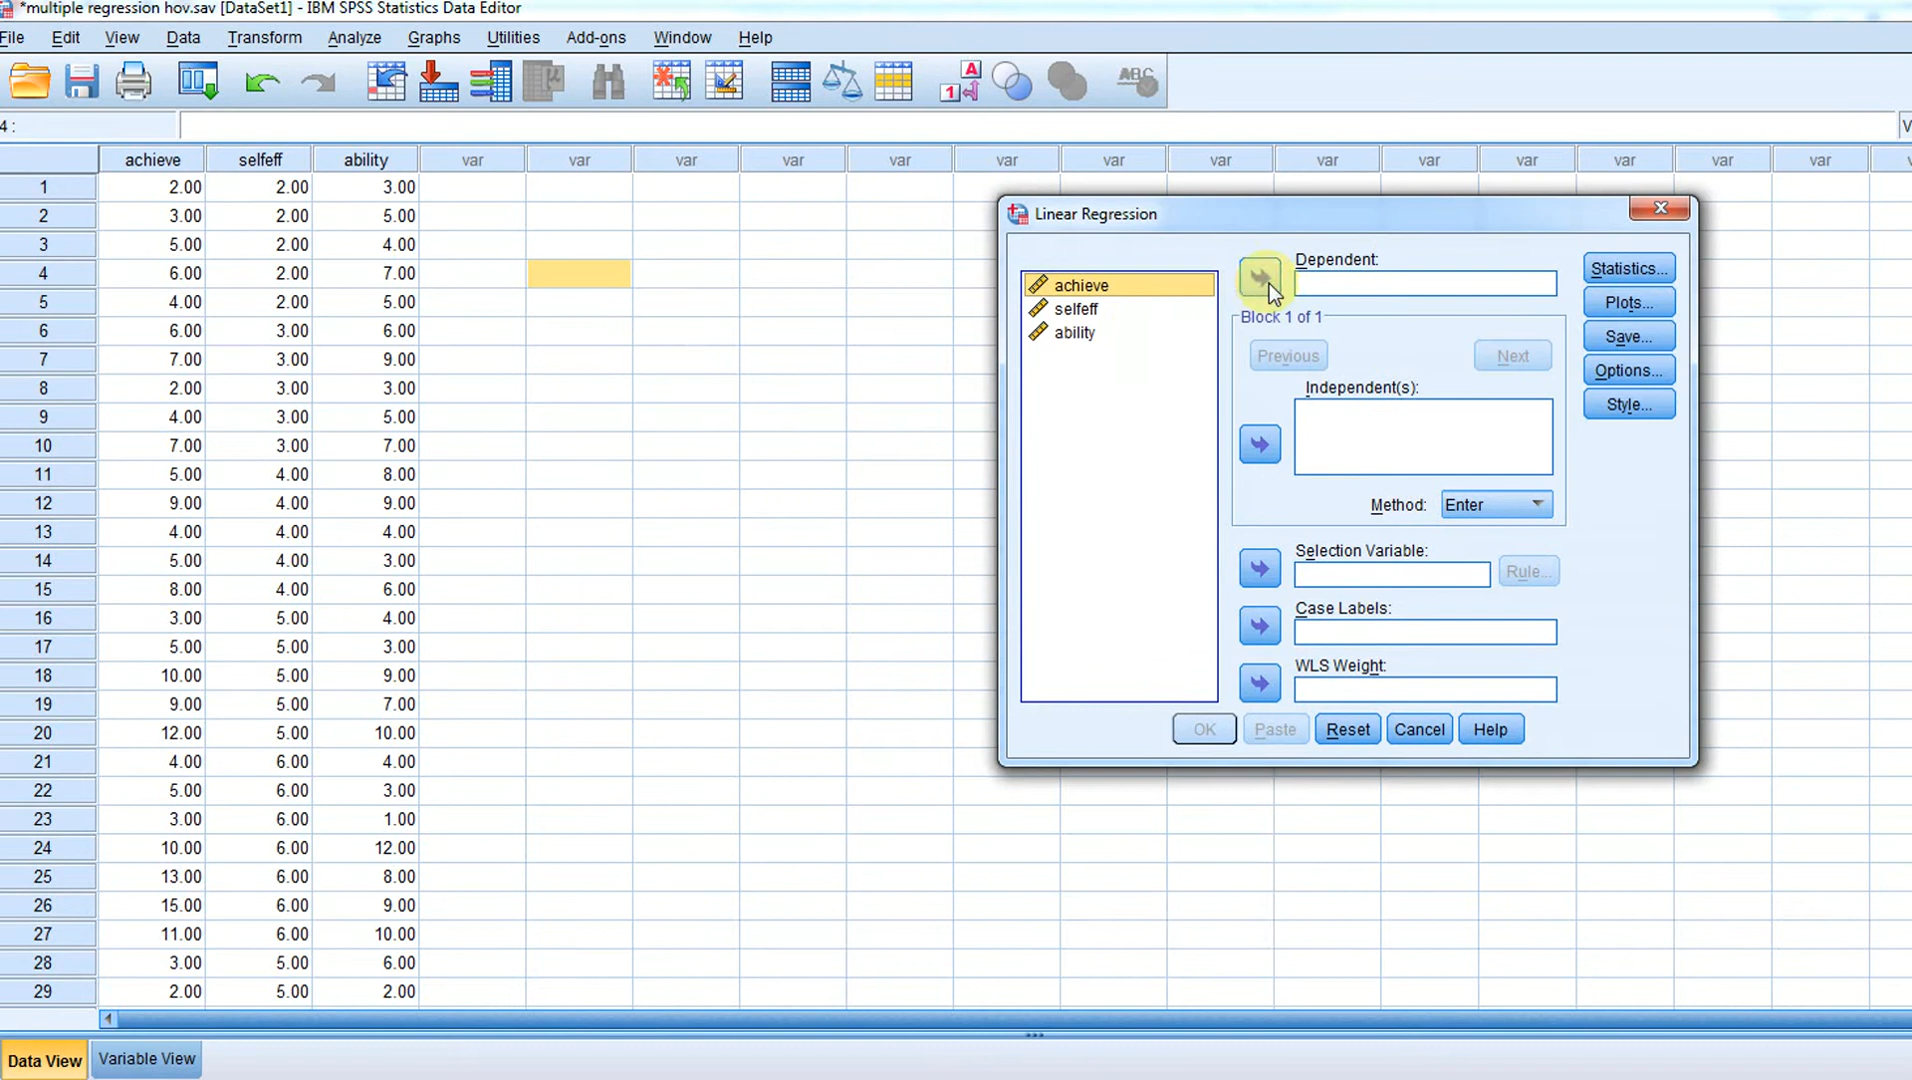 *multiple regression hov.sav [DataSet1] - IBM SPSS Statistics Data Editor
File Edit View Data Transform Analyze Graphs Utilities Add-ons Window Help
A
1
ABC
4 :
V
achieve selfeff ability var var var var var var var var var var var var var v
1 2.00 2.00 3.00
2 3.00 2.00 5.00
3 5.00 2.00 4.00
4 6.00 2.00 7.00
5 4.00 2.00 5.00
6 6.00 3.00 6.00
7 7.00 3.00 9.00
8 2.00 3.00 3.00
9 4.00 3.00 5.00
10 7.00 3.00 7.00
11 5.00 4.00 8.00
12 9.00 4.00 9.00
13 4.00 4.00 4.00
14 5.00 4.00 3.00
15 8.00 4.00 6.00
16 3.00 5.00 4.00
17 5.00 5.00 3.00
18 10.00 5.00 9.00
19 9.00 5.00 7.00
20 12.00 5.00 10.00
21 4.00 6.00 4.00
22 5.00 6.00 3.00
23 3.00 6.00 1.00
24 10.00 6.00 12.00
25 13.00 6.00 8.00
26 15.00 6.00 9.00
27 11.00 6.00 10.00
28 3.00 5.00 6.00
29 2.00 5.00 2.00
Linear Regression
achieve
selfeff
ability
Dependent:
Block 1 of 1
Previous Next
Independent(s):
Method: Enter
Selection Variable:
Rule...
Case Labels:
WLS Weight:
Statistics...
Plots...
Save...
Options...
Style...
OK Paste Reset Cancel Help
Data View Variable View